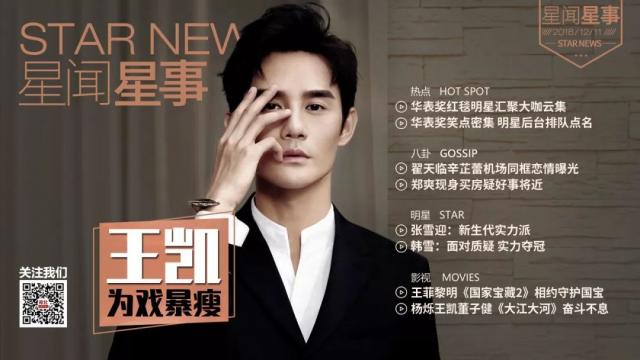 STAR NEW
星闻星事
星闻星事
2018/12/11
STAR NEWS
热点 HOT SPOT
华表奖红毯明星汇聚大咖云集
华表奖笑点密集 明星后台排队点名
八卦 GOSSIP
翟天临辛芷蕾机场同框恋情曝光
郑爽现身买房疑好事将近
明星 STAR
张雪迎：新生代实力派
韩雪：面对质疑 实力夺冠
影视 MOVIES
王菲黎明《国家宝藏2》相约守护国宝
杨烁王凯董子健《大江大河》奋斗不息
王凯
为戏暴瘦
关注我们